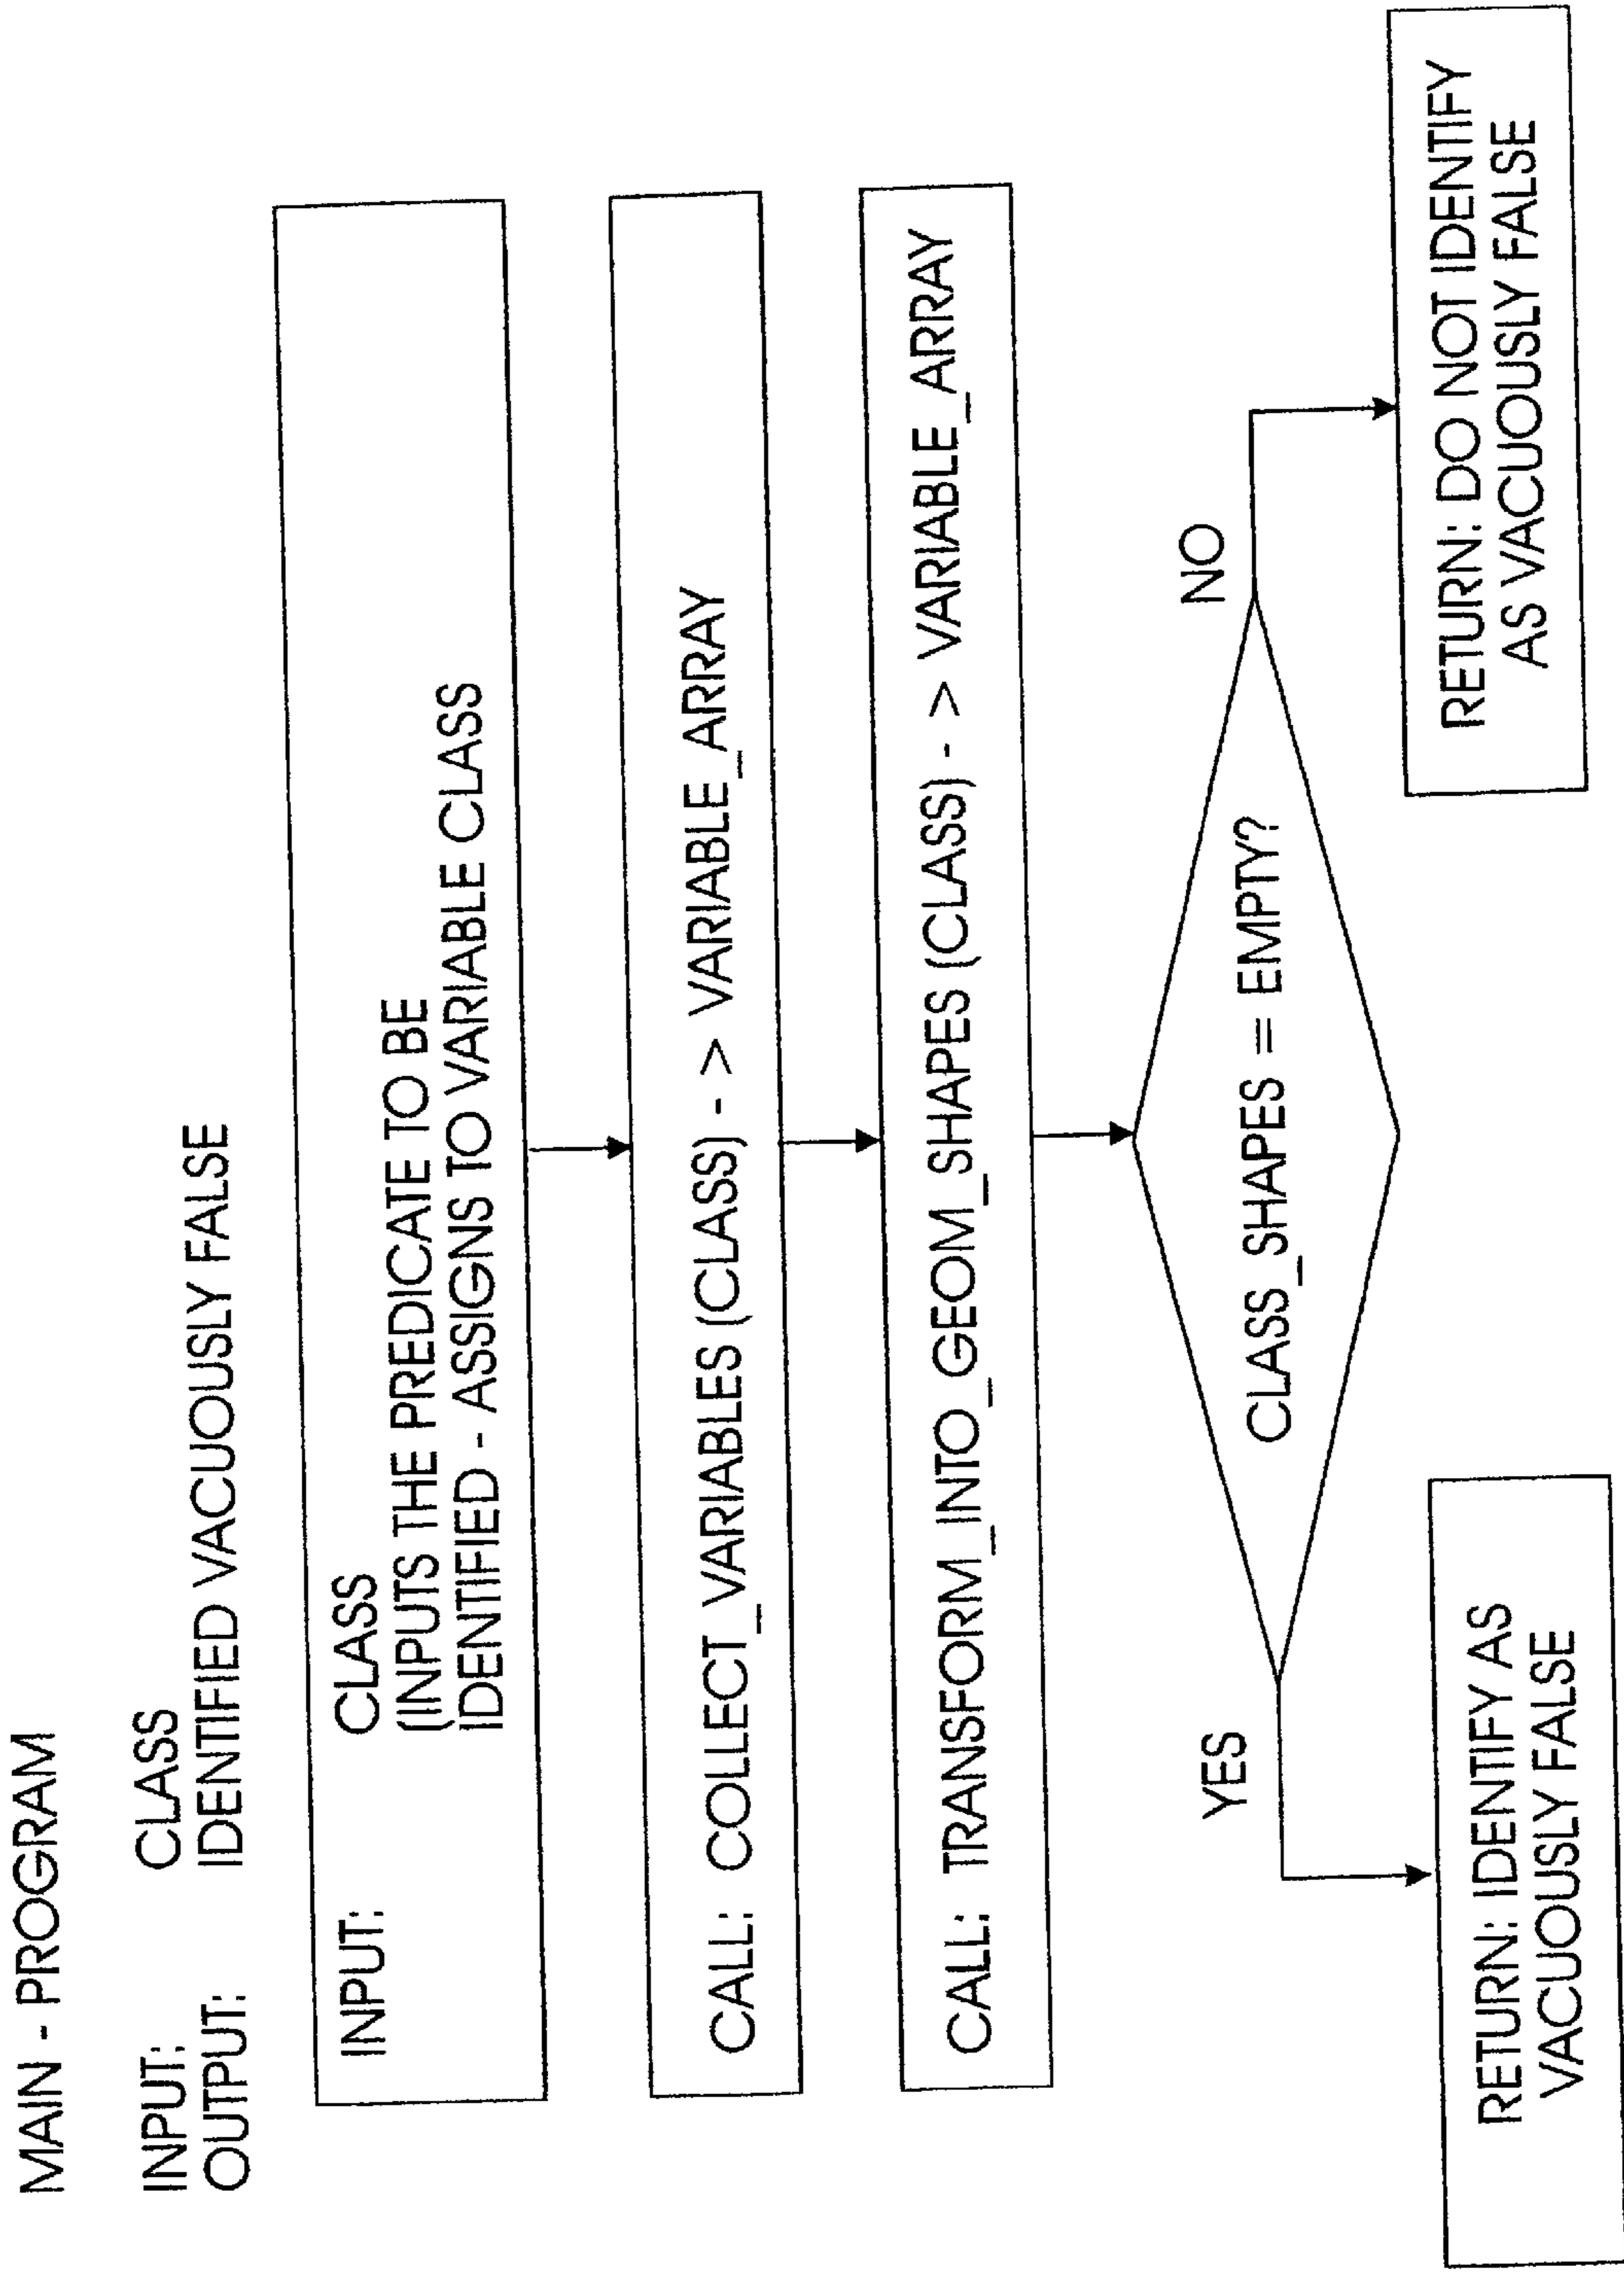 MAIN - PROGRAM
INPUT: CLASS
OUTPUT: IDENTIFIED VACUOUSLY FALSE
INPUT: CLASS
(INPUTS THE PREDICATE TO BE
IDENTIFIED - ASSIGNS TO VARIABLE CLASS
CALL: COLLECT_VARIABLES (CLASS) - > VARIABLE_ARRAY
CALL: TRANSFORM_INTO_GEOM_SHAPES (CLASS) - > VARIABLE_ARRAY
CLASS_SHAPES = EMPTY?
YES
NO
RETURN: IDENTIFY AS
VACUOUSLY FALSE
RETURN: DO NOT IDENTIFY
AS VACUOUSLY FALSE